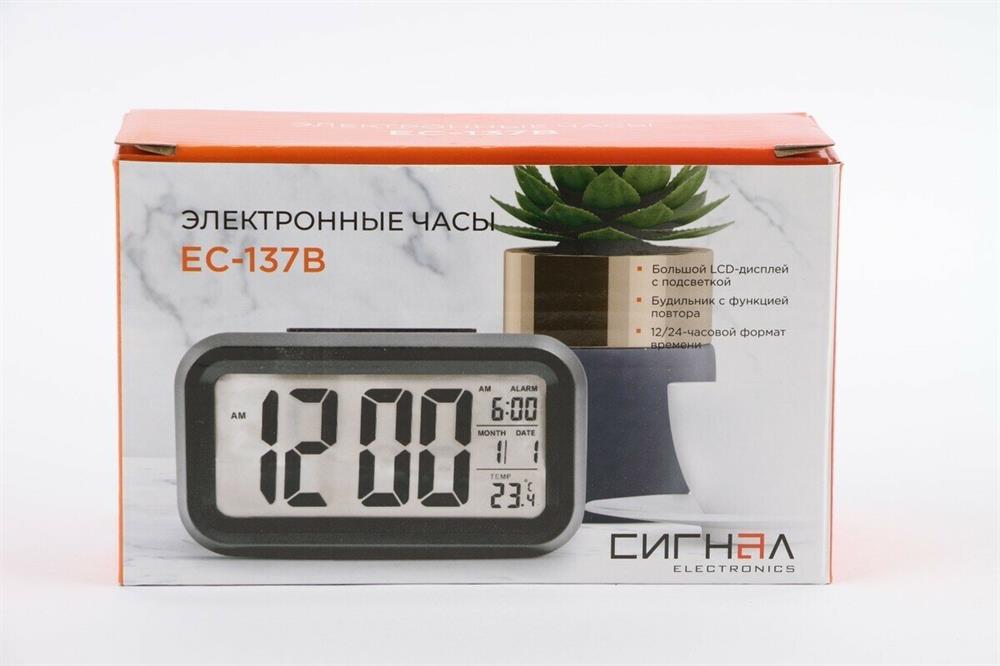 ЭЛЕКТРОННЫЕ ЧАСЫ
EC-137B
ЭЛЕКТРОННЫЕ ЧАСЫ
EC-137B
Большой LCD-дисплей
с подсветкой
Будильник с функцией
повтора
12/24-часовой формат
времени
AM ALARM
AM
12:00
6:00
MONTH DATE
1 1
TEMP
23.4 °C
СИГНАЛ
ELECTRONICS